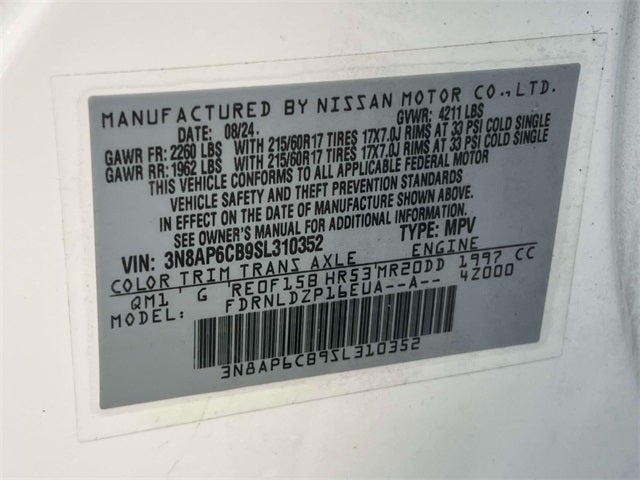 MANUFACTURED BY NISSAN MOTOR CO.,LTD.
DATE: 08/24. GVWR: 4211 LBS
GAWR FR: 2260 LBS WITH 215/60R17 TIRES 17X7.0J RIMS AT 33 PSI COLD SINGLE
GAWR RR: 1962 LBS WITH 215/60R17 TIRES 17X7.0J RIMS AT 33 PSI COLD SINGLE
THIS VEHICLE CONFORMS TO ALL APPLICABLE FEDERAL MOTOR
VEHICLE SAFETY AND THEFT PREVENTION STANDARDS
IN EFFECT ON THE DATE OF MANUFACTURE SHOWN ABOVE.
SEE OWNER'S MANUAL FOR ADDITIONAL INFORMATION.
VIN: 3N8AP6CB9SL310352 TYPE: MPV
COLOR TRIM TRANS AXLE ENGINE
QM1 G RE0F15B HR53 MR20DD 1997 CC
MODEL: FDRNLDZP16EUA--A-- 4Z000
3N8AP6CB9SL310352